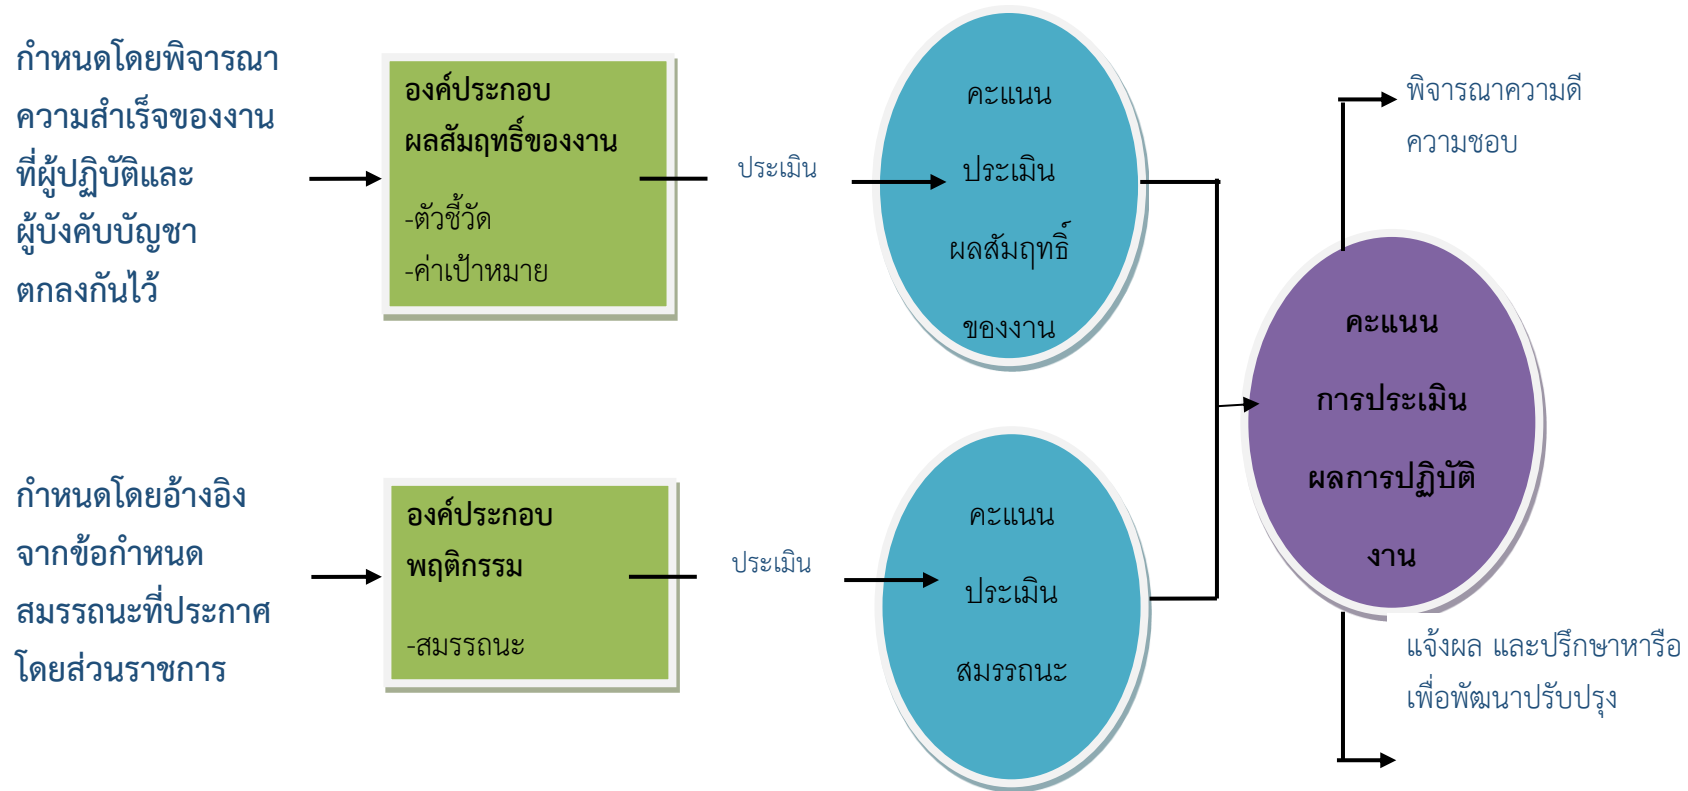 กำหนดโดยพิจารณา
ความสำเร็จของงาน
ที่ผู้ปฏิบัติและ
ผู้บังคับบัญชา
ตกลงกันไว้
องค์ประกอบ
ผลสัมฤทธิ์ของงาน
-ตัวชี้วัด
-ค่าเป้าหมาย
ประเมิน
คะแนน
ประเมิน
ผลสัมฤทธิ์
ของงาน
พิจารณาความดี
ความชอบ
คะแนน
การประเมิน
ผลการปฏิบัติ
งาน
กำหนดโดยอ้างอิง
จากข้อกำหนด
สมรรถนะที่ประกาศ
โดยส่วนราชการ
องค์ประกอบ
พฤติกรรม
-สมรรถนะ
ประเมิน
คะแนน
ประเมิน
สมรรถนะ
แจ้งผล และปรึกษาหารือ
เพื่อพัฒนาปรับปรุง